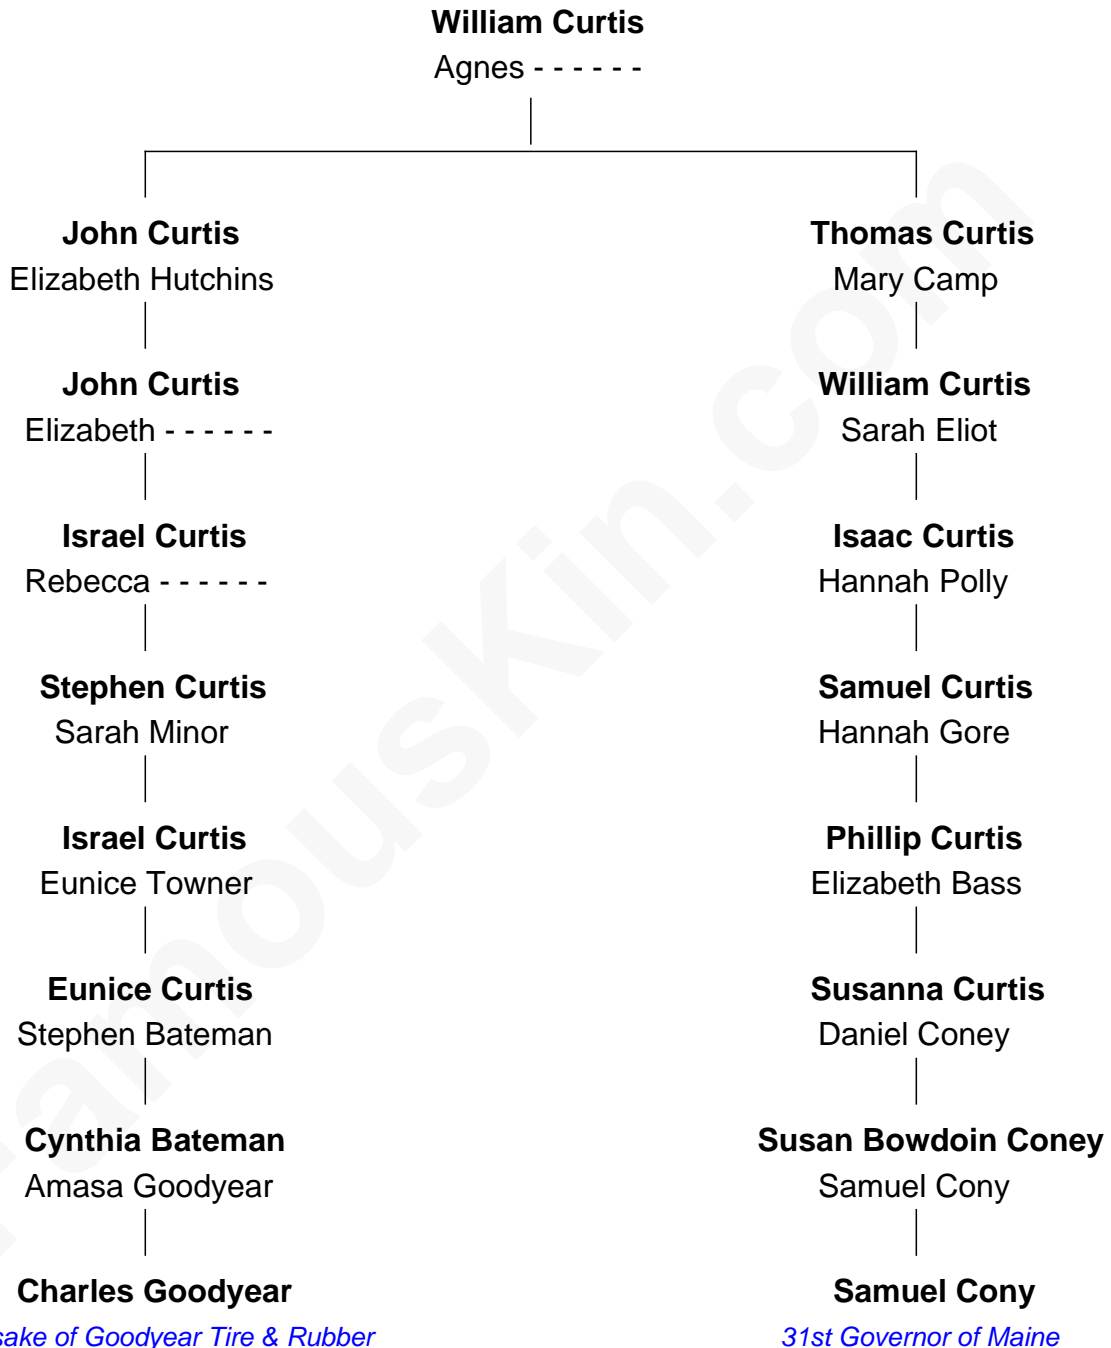 William Curtis
Agnes - - - - - -
John Curtis
Elizabeth Hutchins
Thomas Curtis
Mary Camp
John Curtis
Elizabeth - - - - - -
William Curtis
Sarah Eliot
Israel Curtis
Rebecca - - - - - -
Isaac Curtis
Hannah Polly
Stephen Curtis
Sarah Minor
Samuel Curtis
Hannah Gore
Israel Curtis
Eunice Towner
Phillip Curtis
Elizabeth Bass
Eunice Curtis
Stephen Bateman
Susanna Curtis
Daniel Coney
Cynthia Bateman
Amasa Goodyear
Susan Bowdoin Coney
Samuel Cony
Charles Goodyear
sake of Goodyear Tire & Rubber
Samuel Cony
31st Governor of Maine
FamousKin.com